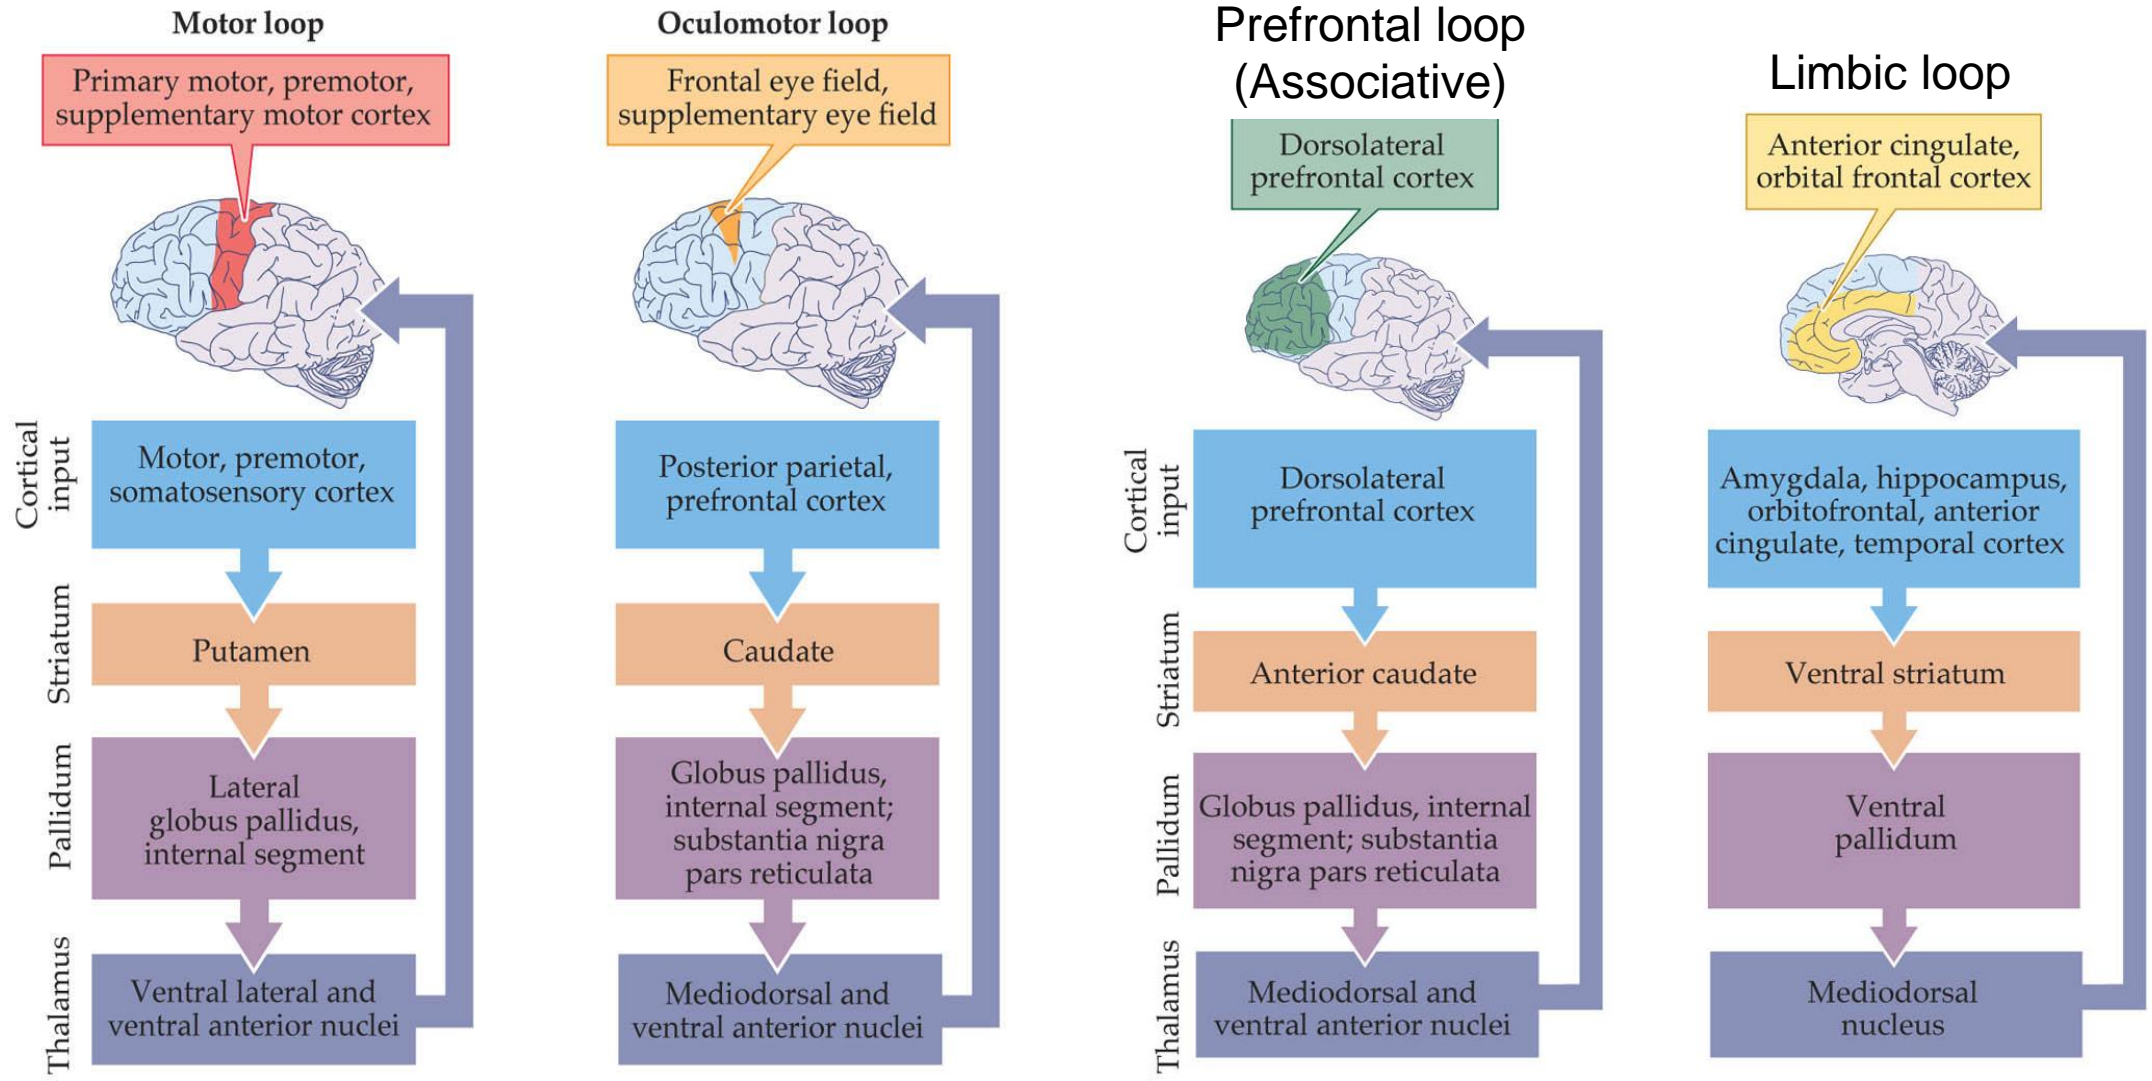 Motor loop
Primary motor, premotor,
supplementary motor cortex
Cortical
input
Motor, premotor,
somatosensory cortex
Striatum
Putamen
Pallidum
Lateral
globus pallidus,
internal segment
Thalamus
Ventral lateral and
ventral anterior nuclei
Oculomotor loop
Frontal eye field,
supplementary eye field
Posterior parietal,
prefrontal cortex
Caudate
Globus pallidus,
internal segment;
substantia nigra
pars reticulata
Mediodorsal and
ventral anterior nuclei
Prefrontal loop
(Associative)
Dorsolateral
prefrontal cortex
Cortical
input
Dorsolateral
prefrontal cortex
Striatum
Anterior caudate
Pallidum
Globus pallidus, internal
segment; substantia
nigra pars reticulata
Thalamus
Mediodorsal and
ventral anterior nuclei
Limbic loop
Anterior cingulate,
orbital frontal cortex
Amygdala, hippocampus,
orbitofrontal, anterior
cingulate, temporal cortex
Ventral striatum
Ventral
pallidum
Mediodorsal
nucleus